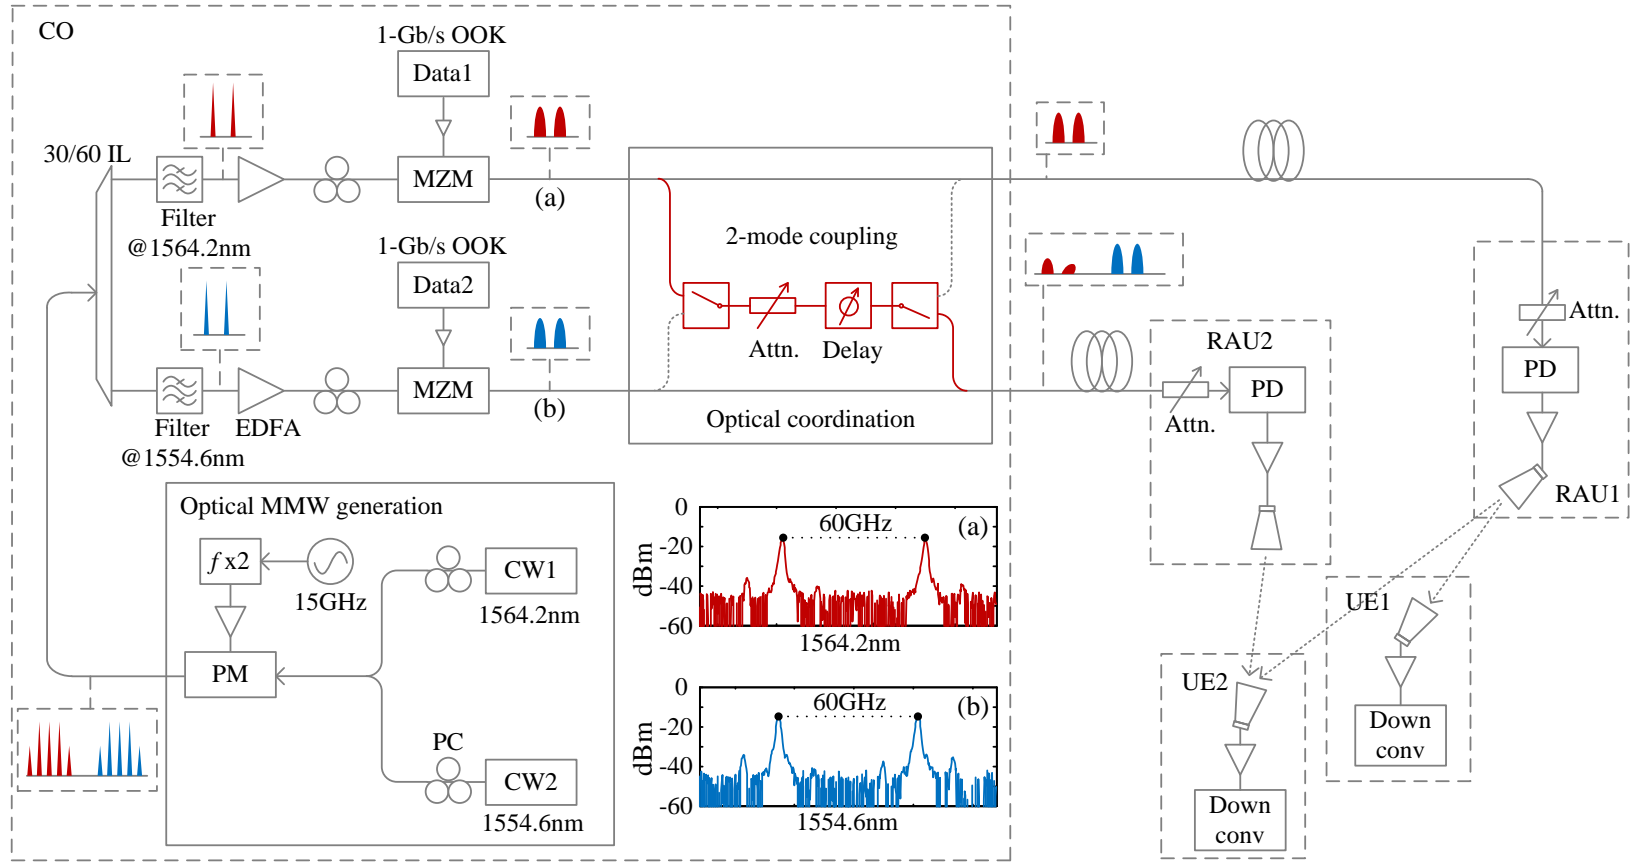 CO
1-Gb/s OOK
Data1
30/60 IL
MZM
(a)
Filter
@1564.2nm
1-Gb/s OOK
Data2
MZM
(b)
Filter
@1554.6nm
EDFA
2-mode coupling
Attn.
Delay
Optical coordination
Optical MMW generation
f x2
15GHz
CW1
1564.2nm
PM
PC
CW2
1554.6nm
0
-20
-40
-60
dBm
60GHz
(a)
1564.2nm
0
-20
-40
-60
dBm
60GHz
(b)
1554.6nm
RAU2
PD
Attn.
Attn.
PD
RAU1
UE1
Down
conv
UE2
Down
conv